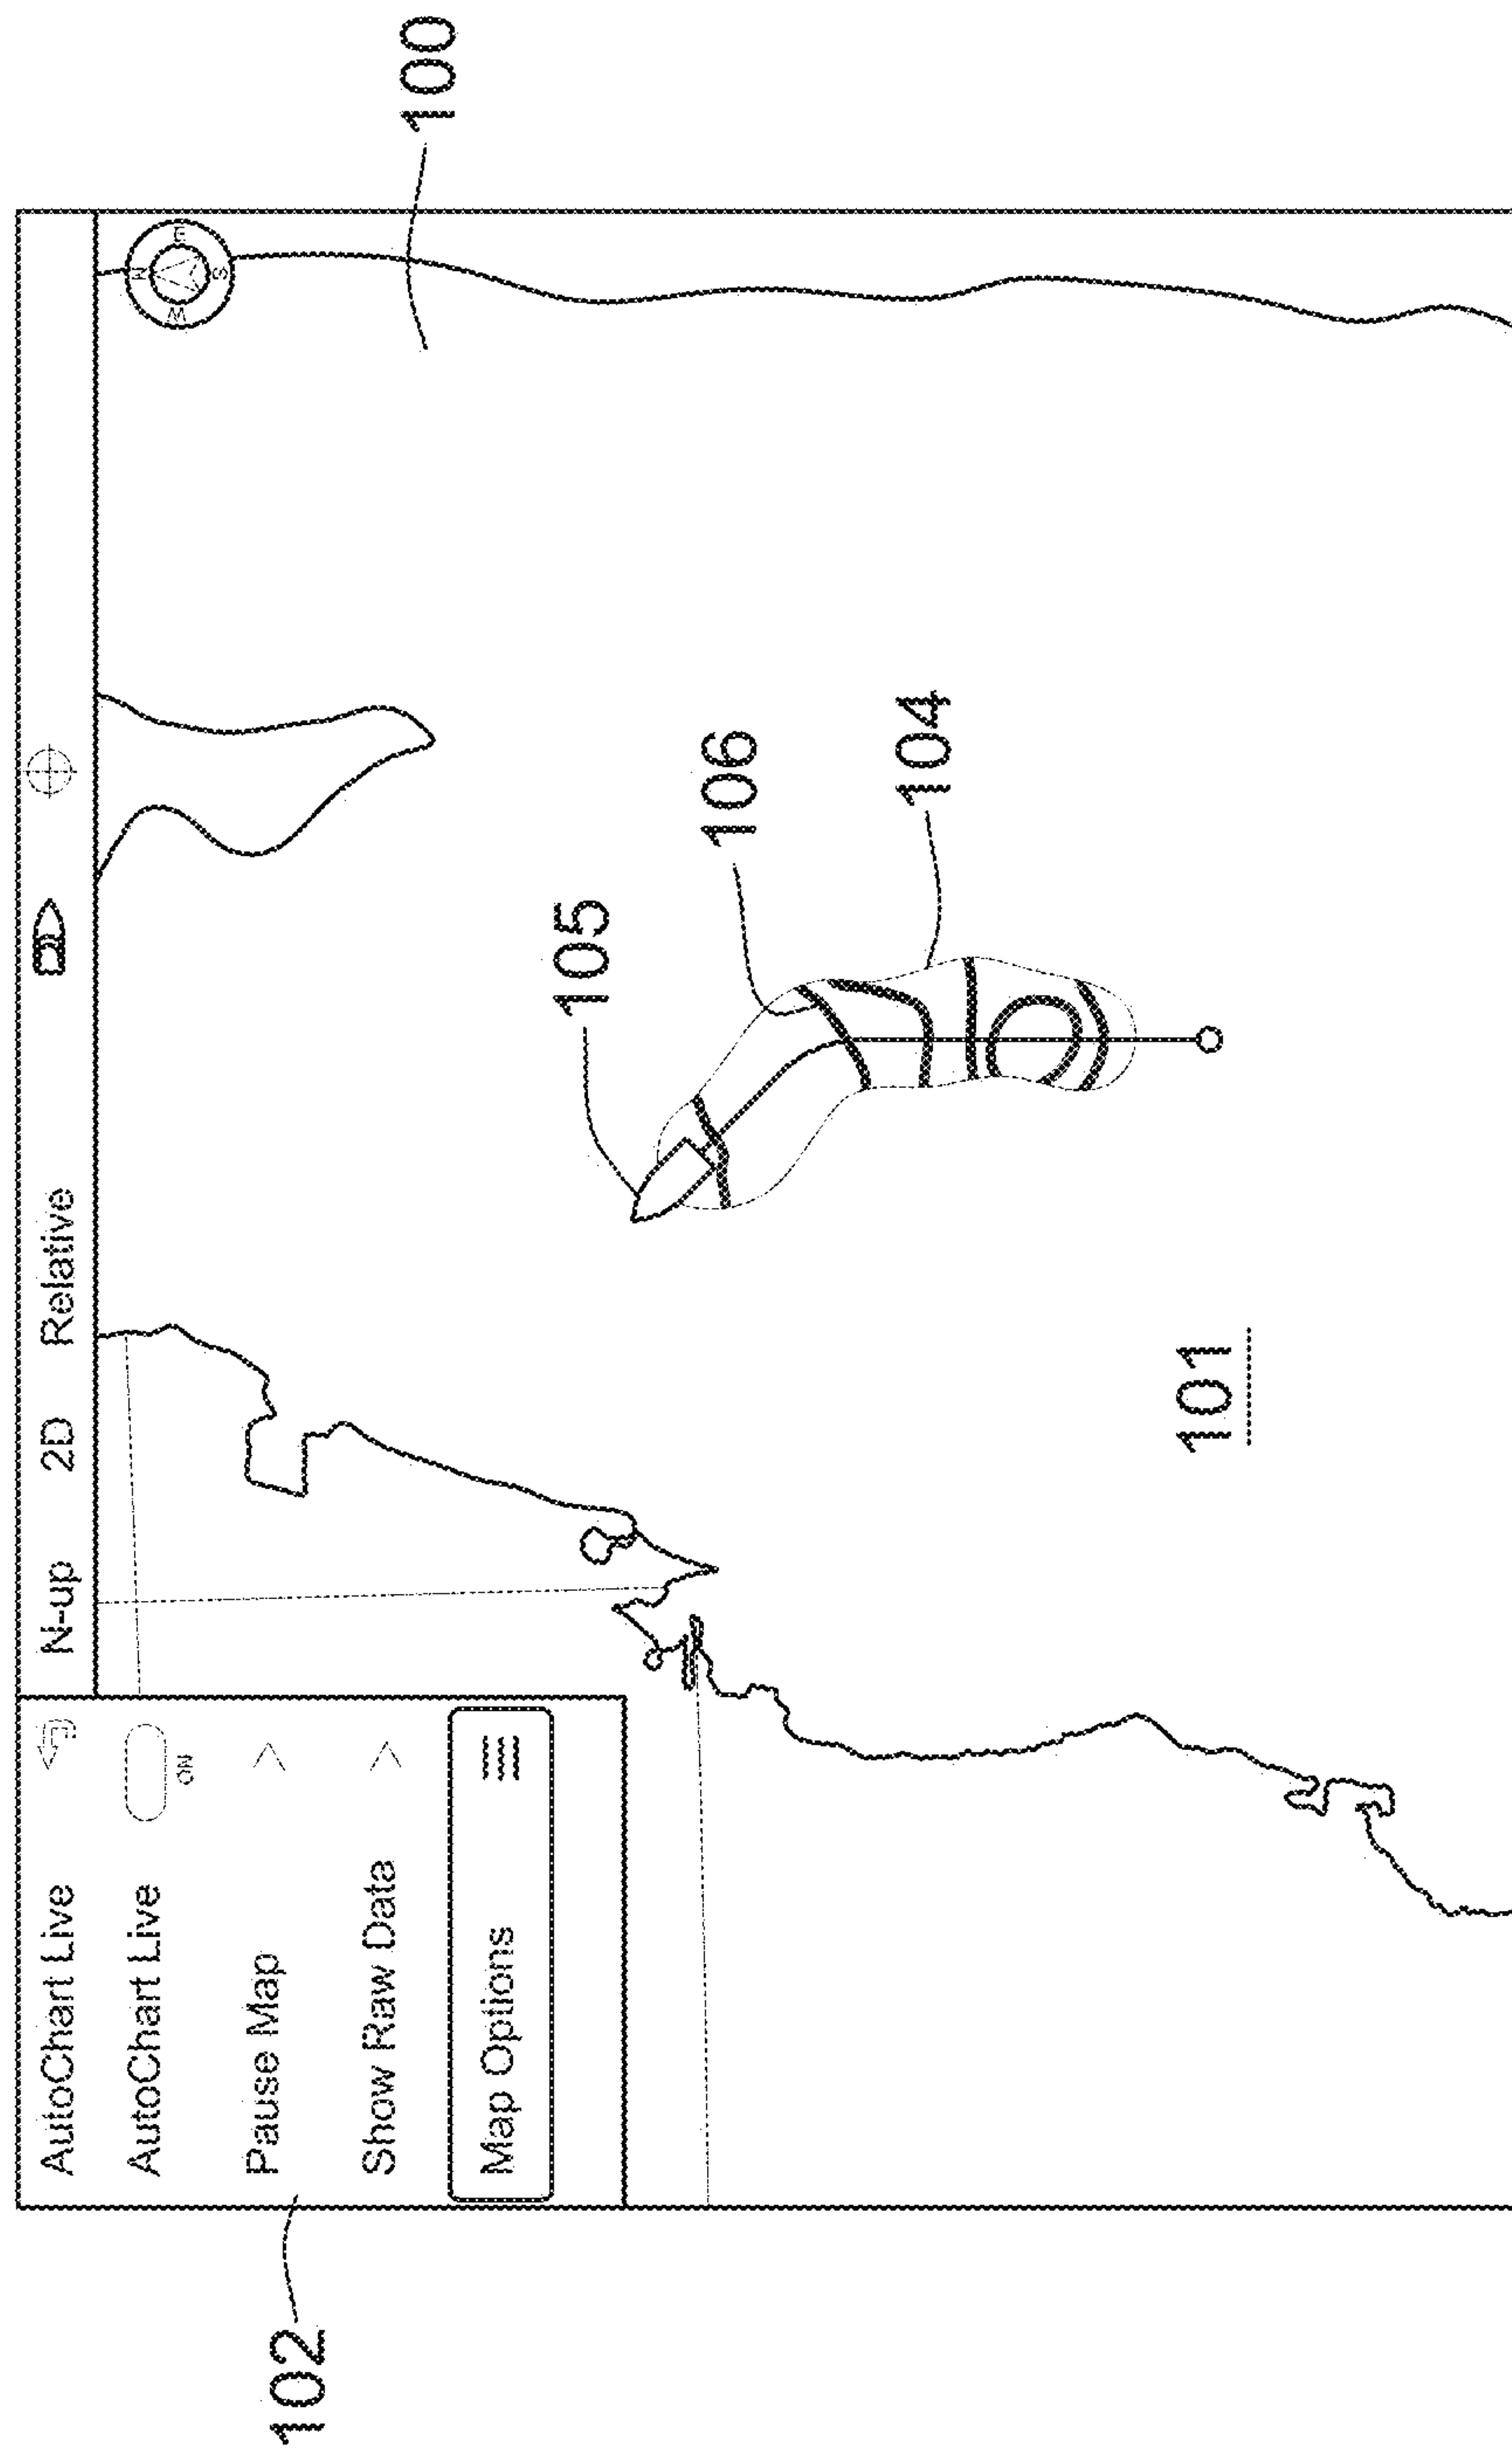 AutoChart Live
N-up 2D Relative
AutoChart Live
ON
Pause Map
Show Raw Data
Map Options
N
W
E
S
100
102
105
106
104
101